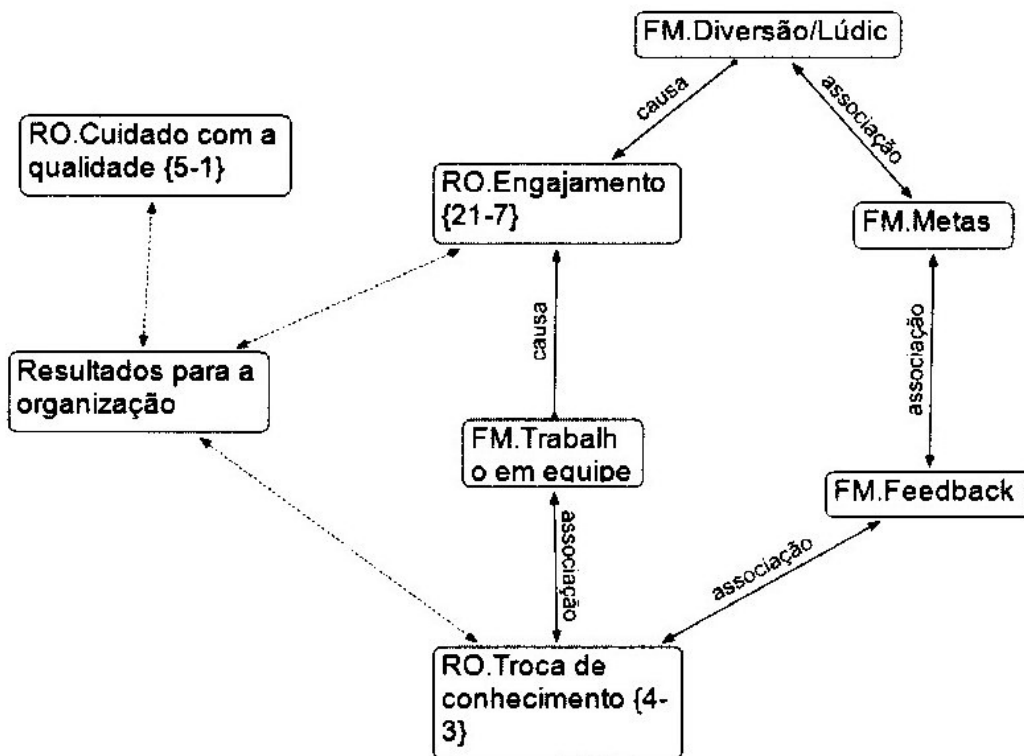 FM.Diversão/Lúdic
causa
associação
RO.Cuidado com a
qualidade {5-1}
RO.Engajamento
{21-7}
FM.Metas
causa
associação
Resultados para a
organização
FM.Trabalh
o em equipe
FM.Feedback
associação
associação
RO.Troca de
conhecimento {4-
3}